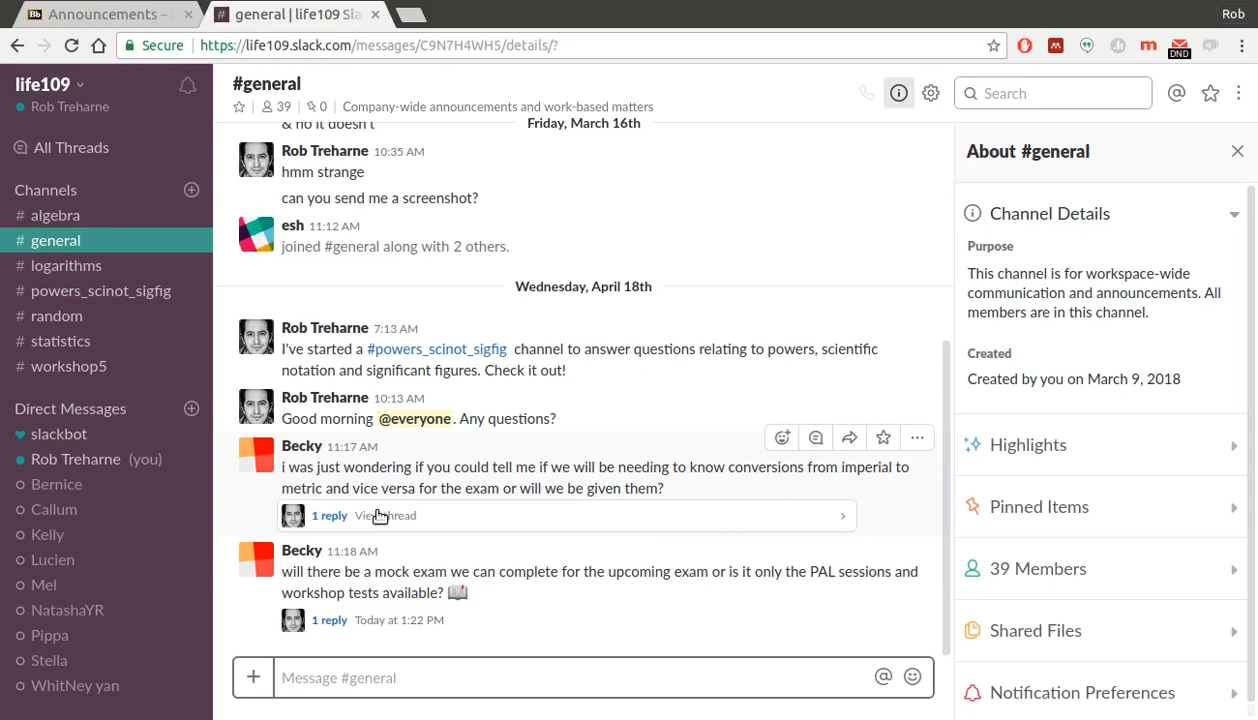 Announcements –
general | life109 Sla
Rob
Secure
https://life109.slack.com/messages/C9N7H4WH5/details/?
DND
life109
Rob Treharne
All Threads
Channels
# algebra
# general
# logarithms
# powers_scinot_sigfig
# random
# statistics
# workshop5
Direct Messages
slackbot
Rob Treharne (you)
Bernice
Callum
Kelly
Lucien
Mel
NatashaYR
Pippa
Stella
WhitNey yan
#general
39
0
Company-wide announcements and work-based matters
Search
& no it doesn't
Friday, March 16th
Rob Treharne 10:35 AM
hmm strange
can you send me a screenshot?
esh 11:12 AM
joined #general along with 2 others.
Wednesday, April 18th
Rob Treharne 7:13 AM
I've started a #powers_scinot_sigfig channel to answer questions relating to powers, scientific
notation and significant figures. Check it out!
Rob Treharne 10:13 AM
Good morning @everyone. Any questions?
Becky 11:17 AM
i was just wondering if you could tell me if we will be needing to know conversions from imperial to
metric and vice versa for the exam or will we be given them?
1 reply View thread
Becky 11:18 AM
will there be a mock exam we can complete for the upcoming exam or is it only the PAL sessions and
workshop tests available?
1 reply Today at 1:22 PM
Message #general
About #general
Channel Details
Purpose
This channel is for workspace-wide
communication and announcements. All
members are in this channel.
Created
Created by you on March 9, 2018
Highlights
Pinned Items
39 Members
Shared Files
Notification Preferences